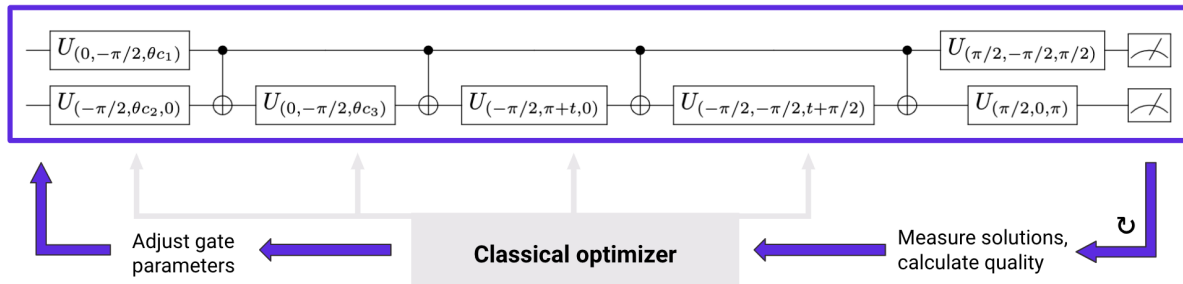 U(0,−π/2,θc₁) U(π/2,−π/2,π/2)
U(−π/2,θc₂,0) U(0,−π/2,θc₃) U(−π/2,π+t,0) U(−π/2,−π/2,t+π/2) U(π/2,0,π)
Adjust gate
parameters
Classical optimizer
Measure solutions,
calculate quality